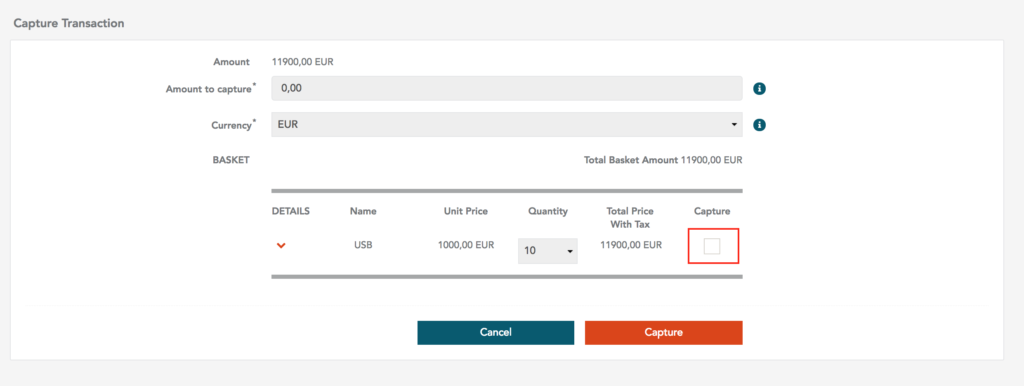 Capture Transaction
Amount 11900,00 EUR
Amount to capture* 0,00
Currency* EUR
BASKET Total Basket Amount 11900,00 EUR
DETAILS Name Unit Price Quantity Total Price With Tax Capture
USB 1000,00 EUR 10 11900,00 EUR
Cancel Capture